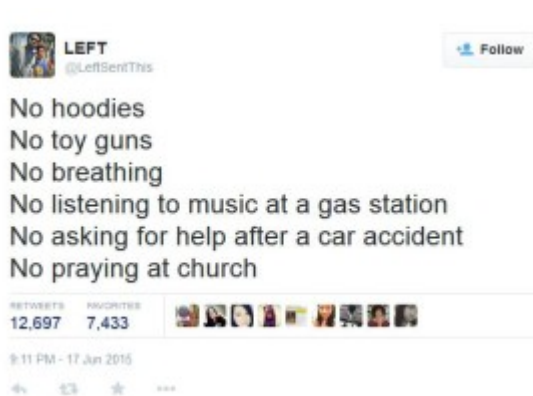 LEFT
@LeftSentThis
Follow
No hoodies
No toy guns
No breathing
No listening to music at a gas station
No asking for help after a car accident
No praying at church
RETWEETS FAVORITES
12,697 7,433
9:11 PM - 17 Jun 2015